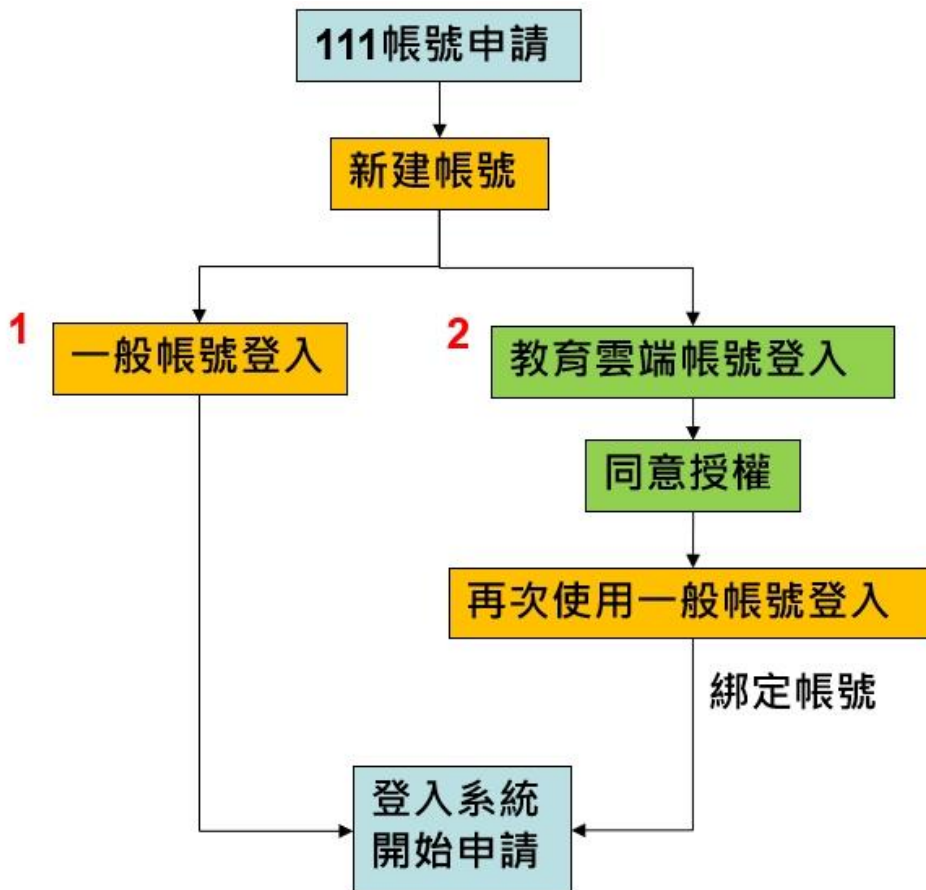 111帳號申請
新建帳號
1
一般帳號登入
2
教育雲端帳號登入
同意授權
再次使用一般帳號登入
綁定帳號
登入系統
開始申請